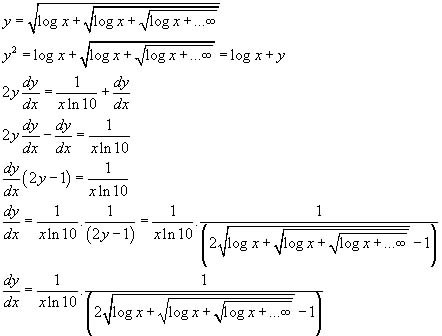 y = √(log x + √(log x + √(log x + ...∞)))
y² = log x + √(log x + √(log x + ...∞)) = log x + y
2y dy/dx = 1/(x ln 10) + dy/dx
2y dy/dx − dy/dx = 1/(x ln 10)
dy/dx (2y − 1) = 1/(x ln 10)
dy/dx = 1/(x ln 10) . 1/(2y − 1) = 1/(x ln 10) . 1/(2√(log x + √(log x + √(log x + ...∞))) − 1)
dy/dx = 1/(x ln 10) . 1/(2√(log x + √(log x + √(log x + ...∞))) − 1)